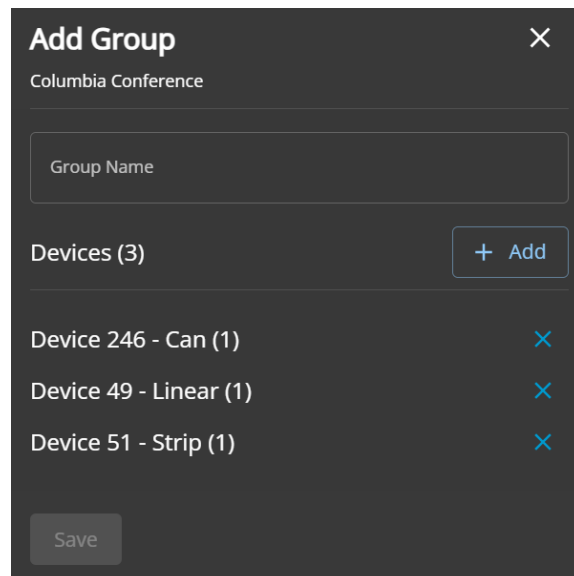 Add Group
Columbia Conference
Group Name
Devices (3)
+ Add
Device 246 - Can (1)
Device 49 - Linear (1)
Device 51 - Strip (1)
Save